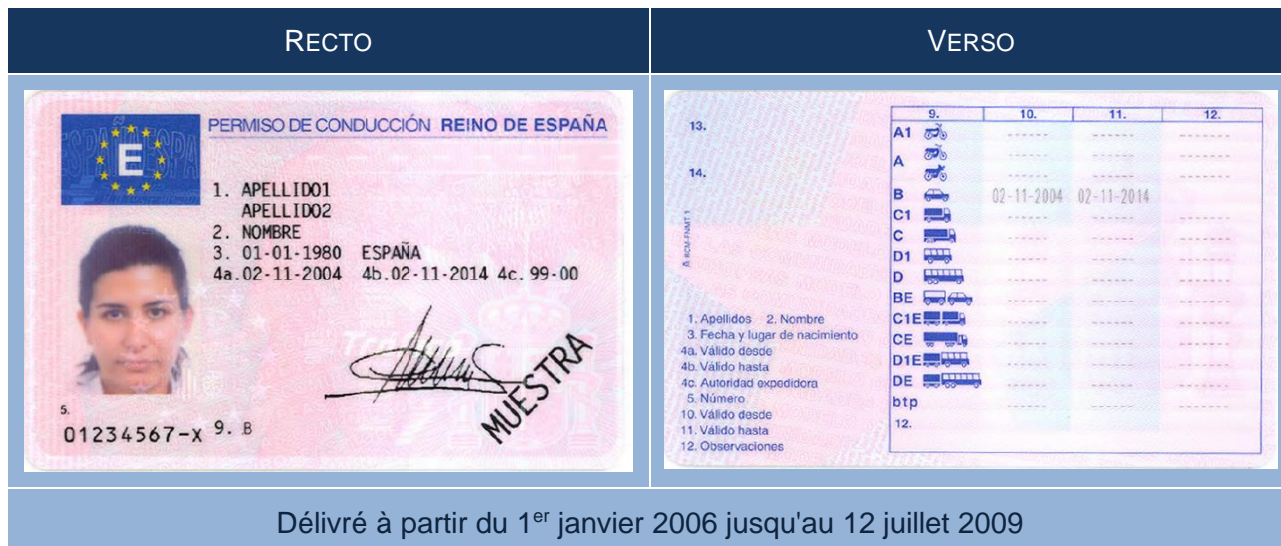 RECTO
VERSO
E
PERMISO DE CONDUCCIÓN REINO DE ESPAÑA
1. APELLIDO1
APELLIDO2
2. NOMBRE
3. 01-01-1980 ESPAÑA
4a.02-11-2004 4b.02-11-2014 4c.99-00
MUESTRA
5.
01234567-X 9. B
13.
14.
RCM-FNMT 1
1. Apellidos 2. Nombre
3. Fecha y lugar de nacimiento
4a. Válido desde
4b. Válido hasta
4c. Autoridad expedidora
5. Número
10. Válido desde
11. Válido hasta
12. Observaciones
9. 10. 11. 12.
A1
A
B 02-11-2004 02-11-2014
C1
C
D1
D
BE
C1E
CE
D1E
DE
btp
12.
Délivré à partir du 1er janvier 2006 jusqu'au 12 juillet 2009